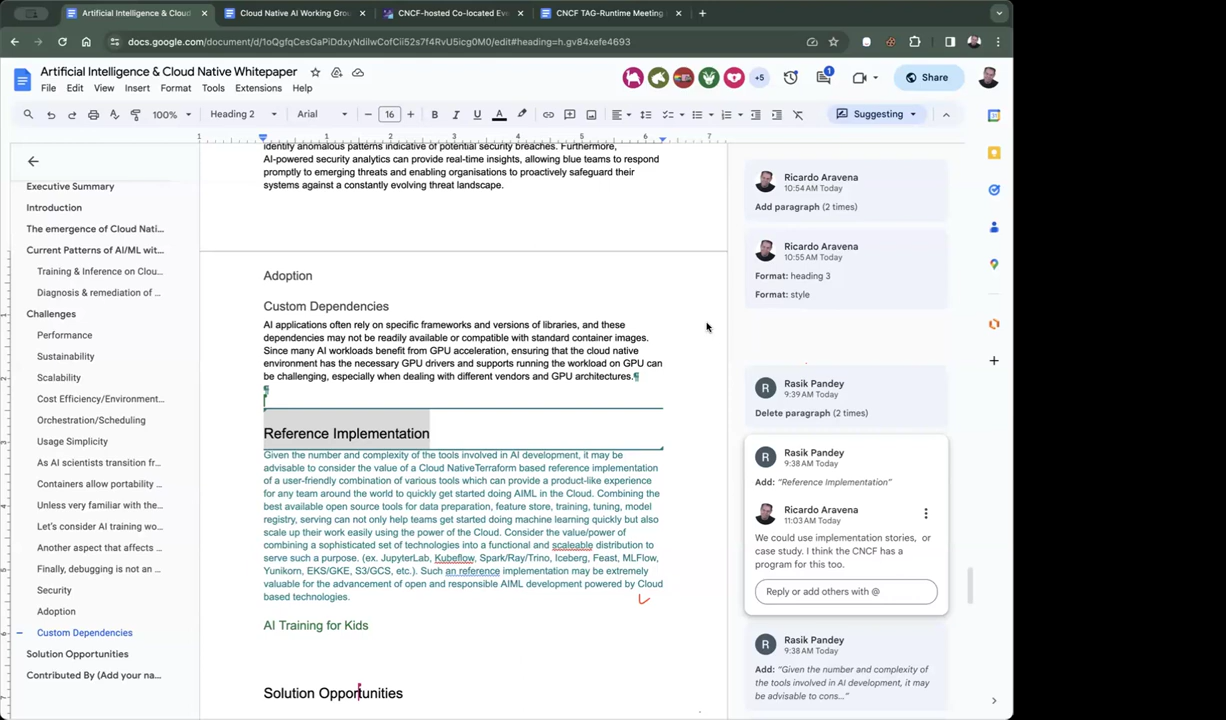 Artificial Intelligence & Cloud
Cloud Native AI Working Gro
CNCF-hosted Co-located Eve
CNCF TAG-Runtime Meeting
docs.google.com/document/d/1oQgfqCesGaPiDdxyNdilwCofCii52s7f4RvU5icg0M0/edit#heading=h.gv84xefe4693
Artificial Intelligence & Cloud Native Whitepaper
File Edit View Insert Format Tools Extensions Help
+5
1
Share
100%
Heading 2
Arial
16
B I U A
Suggesting
1 1 2 3 4 5 6 7
Executive Summary
Introduction
The emergence of Cloud Nati...
Current Patterns of AI/ML wit...
Training & Inference on Clou...
Diagnosis & remediation of ...
Challenges
Performance
Sustainability
Scalability
Cost Efficiency/Environment...
Orchestration/Scheduling
Usage Simplicity
As AI scientists transition fr...
Containers allow portability ...
Unless very familiar with the...
Let's consider AI training wo...
Another aspect that affects ...
Finally, debugging is not an ...
Security
Adoption
Custom Dependencies
Solution Opportunities
Contributed By (Add your na...
identify anomalous patterns indicative of potential security breaches. Furthermore,
AI-powered security analytics can provide real-time insights, allowing blue teams to respond
promptly to emerging threats and enabling organisations to proactively safeguard their
systems against a constantly evolving threat landscape.
Adoption
Custom Dependencies
AI applications often rely on specific frameworks and versions of libraries, and these
dependencies may not be readily available or compatible with standard container images.
Since many AI workloads benefit from GPU acceleration, ensuring that the cloud native
environment has the necessary GPU drivers and supports running the workload on GPU can
be challenging, especially when dealing with different vendors and GPU architectures.¶
¶
Reference Implementation
Given the number and complexity of the tools involved in AI development, it may be
advisable to consider the value of a Cloud NativeTerraform based reference implementation
of a user-friendly combination of various tools which can provide a product-like experience
for any team around the world to quickly get started doing AIML in the Cloud. Combining the
best available open source tools for data preparation, feature store, training, tuning, model
registry, serving can not only help teams get started doing machine learning quickly but also
scale up their work easily using the power of the Cloud. Consider the value/power of
combining a sophisticated set of technologies into a functional and scaleable distribution to
serve such a purpose. (ex. JupyterLab, Kubeflow, Spark/Ray/Trino, Iceberg, Feast, MLFlow,
Yunikorn, EKS/GKE, S3/GCS, etc.). Such an reference implementation may be extremely
valuable for the advancement of open and responsible AIML development powered by Cloud
based technologies.
AI Training for Kids
Solution Opportunities
Ricardo Aravena
10:54 AM Today
Add paragraph (2 times)
Ricardo Aravena
10:55 AM Today
Format: heading 3
Format: style
R
Rasik Pandey
9:39 AM Today
Delete paragraph (2 times)
R
Rasik Pandey
9:38 AM Today
Add: "Reference Implementation"
Ricardo Aravena
11:03 AM Today
We could use implementation stories, or
case study. I think the CNCF has a
program for this too.
Reply or add others with @
R
Rasik Pandey
9:38 AM Today
Add: "Given the number and complexity of
the tools involved in AI development, it may
be advisable to cons..."